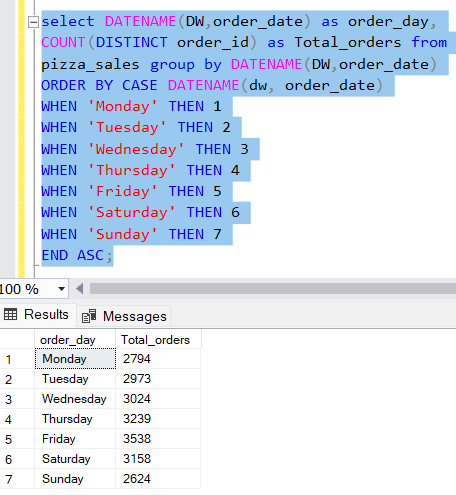 select DATENAME(DW,order_date) as order_day,
COUNT(DISTINCT order_id) as Total_orders from
pizza_sales group by DATENAME(DW,order_date)
ORDER BY CASE DATENAME(dw, order_date)
WHEN 'Monday' THEN 1
WHEN 'Tuesday' THEN 2
WHEN 'Wednesday' THEN 3
WHEN 'Thursday' THEN 4
WHEN 'Friday' THEN 5
WHEN 'Saturday' THEN 6
WHEN 'Sunday' THEN 7
END ASC;
100 %
Results Messages
order_day Total_orders
1 Monday 2794
2 Tuesday 2973
3 Wednesday 3024
4 Thursday 3239
5 Friday 3538
6 Saturday 3158
7 Sunday 2624